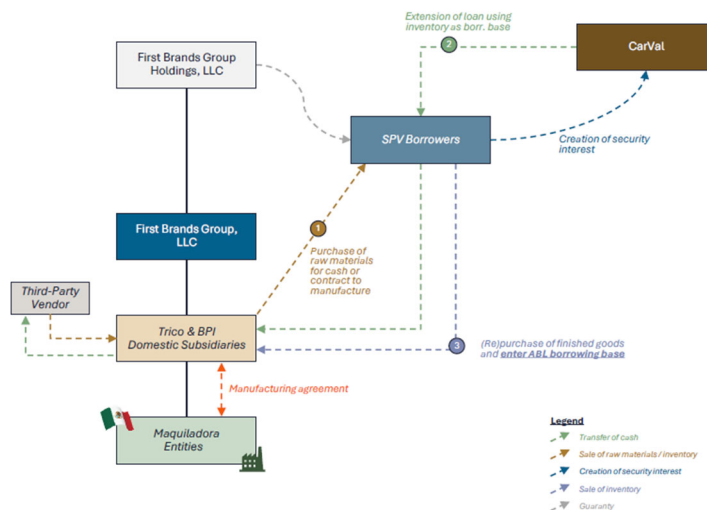 Extension of loan using
inventory as borr. base
2
CarVal
First Brands Group
Holdings, LLC
SPV Borrowers
Creation of security
interest
First Brands Group,
LLC
1
Purchase of
raw materials
for cash or
contract to
manufacture
Third-Party
Vendor
Trico & BPI
Domestic Subsidiaries
3
(Re)purchase of finished goods
and enter ABL borrowing base
Manufacturing agreement
Maquiladora
Entities
Legend
Transfer of cash
Sale of raw materials / inventory
Creation of security interest
Sale of inventory
Guaranty